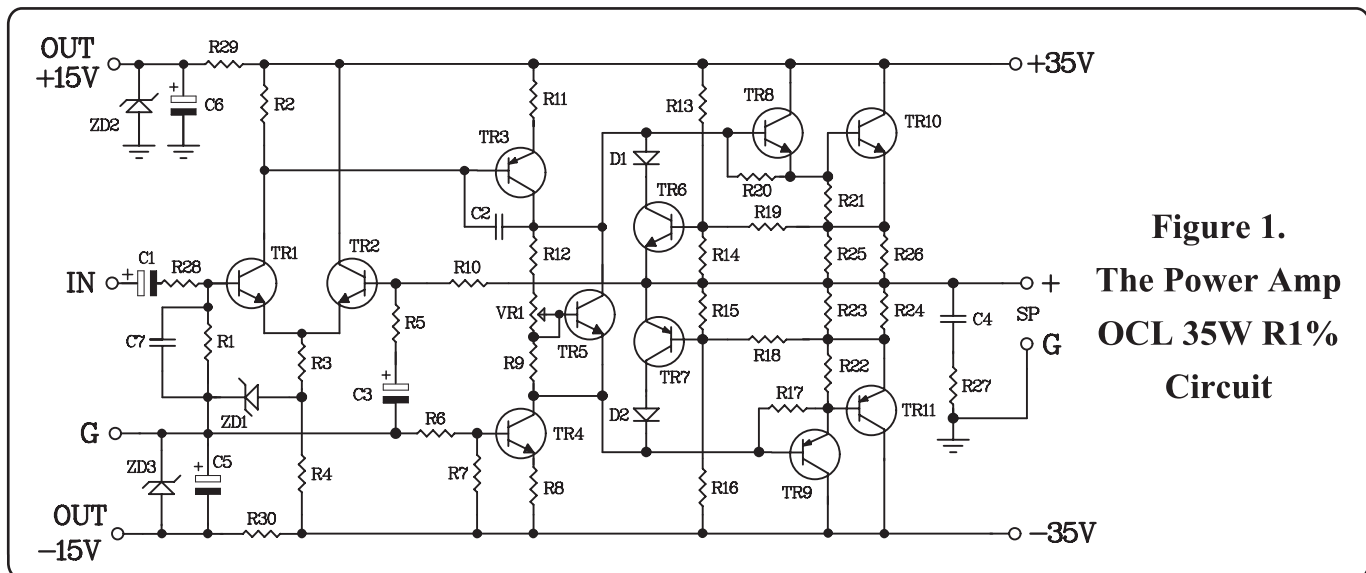 OUT
+15V
R29
+35V
ZD2
+
C6
R2
R11
R13
TR8
TR10
TR3
D1
R20
R21
TR6
C2
R19
R12
R14
R25
R26
IN
+
C1
R28
TR1
TR2
R10
+
SP
G
VR1
TR5
R5
R15
R23
R24
C4
C7
R1
R3
R9
TR7
R18
R22
R27
ZD1
+
C3
D2
R17
TR11
G
R6
TR4
ZD3
+
C5
R4
R7
R8
R16
TR9
OUT
-15V
R30
-35V
Figure 1.
The Power Amp
OCL 35W R1%
Circuit